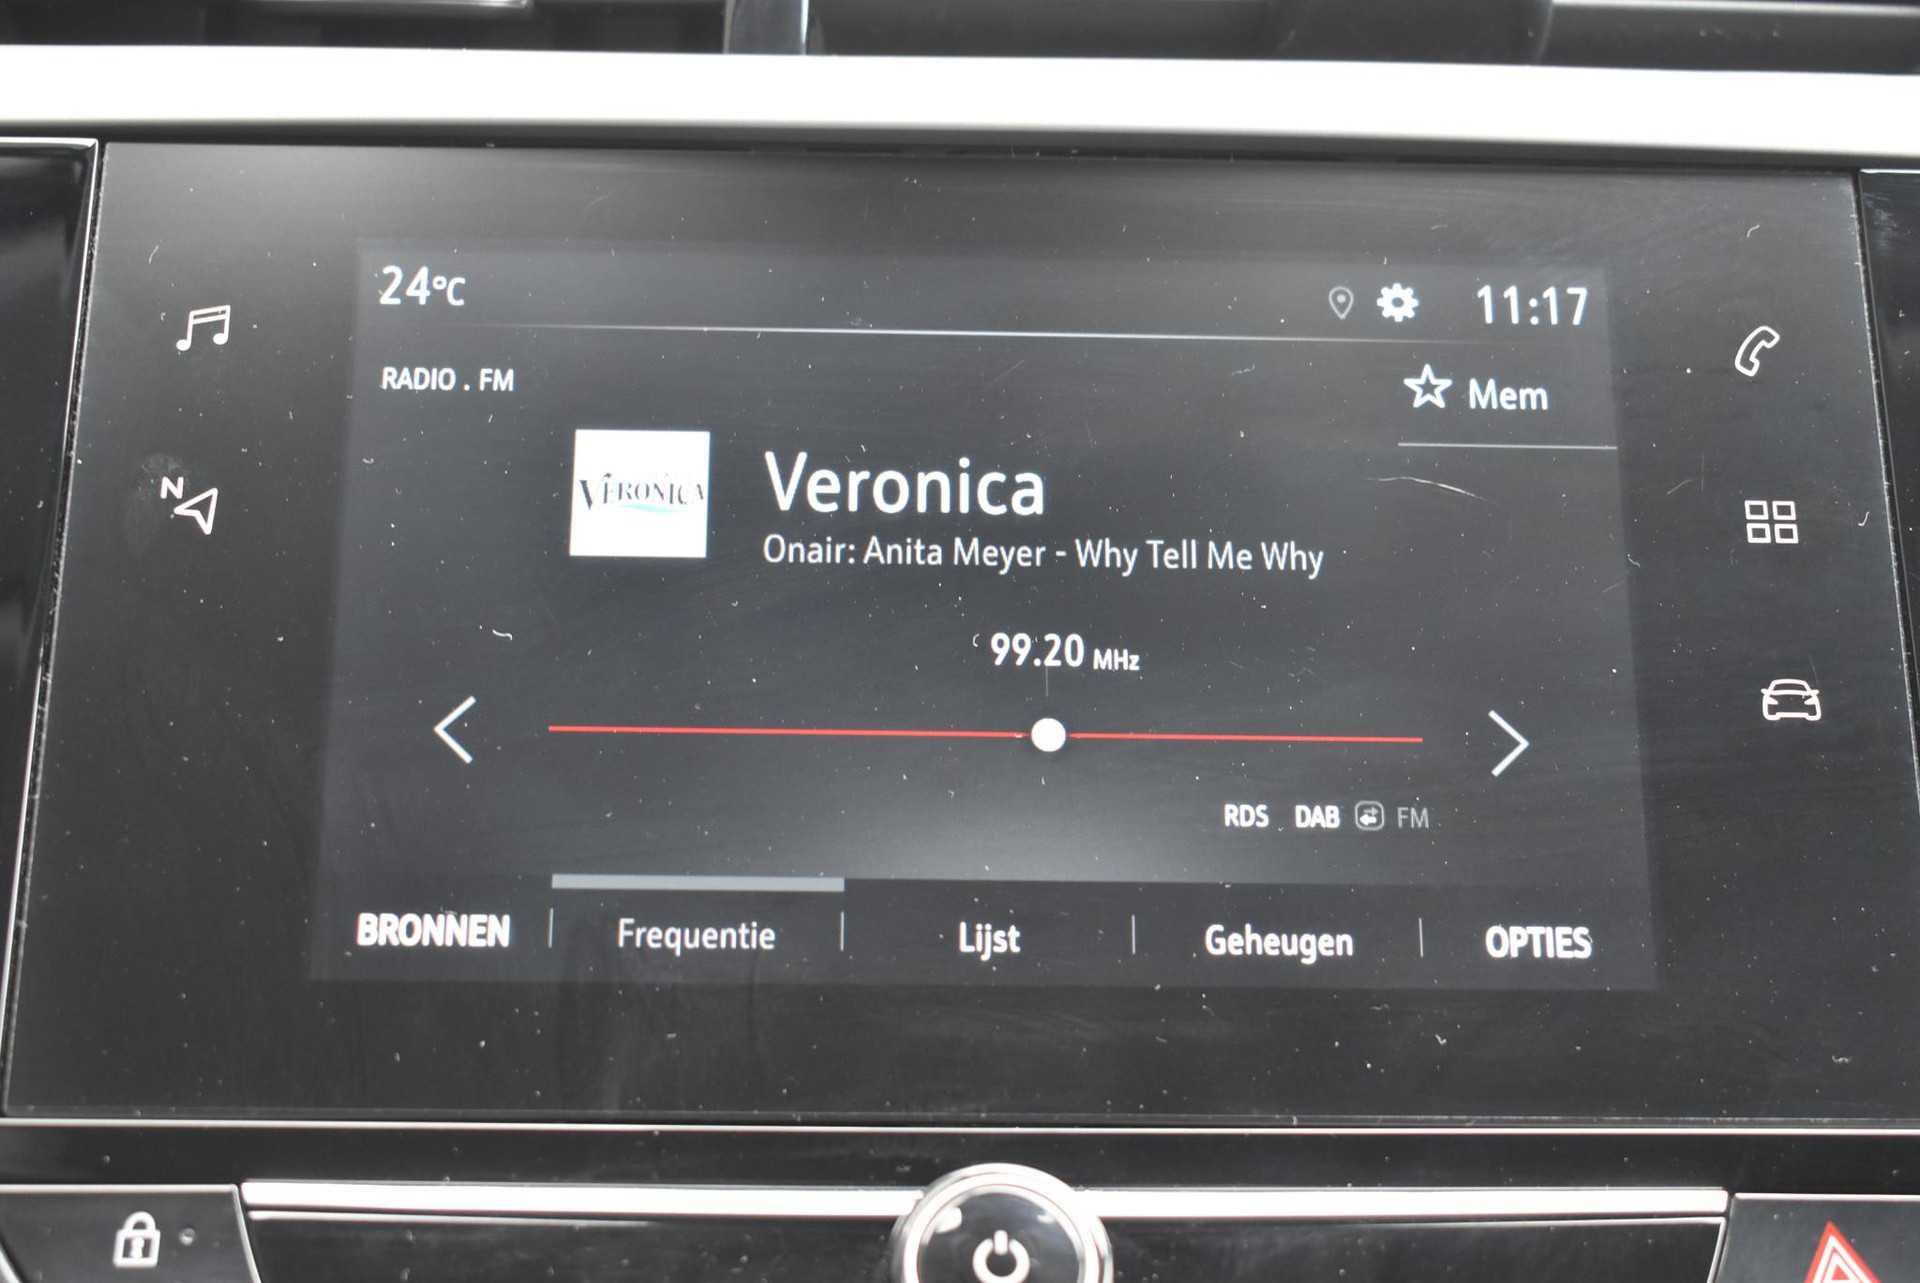 24°C
11:17
RADIO . FM
Mem
VERONICA
Veronica
Onair: Anita Meyer - Why Tell Me Why
99.20 MHz
N
RDS DAB FM
BRONNEN Frequentie Lijst Geheugen OPTIES